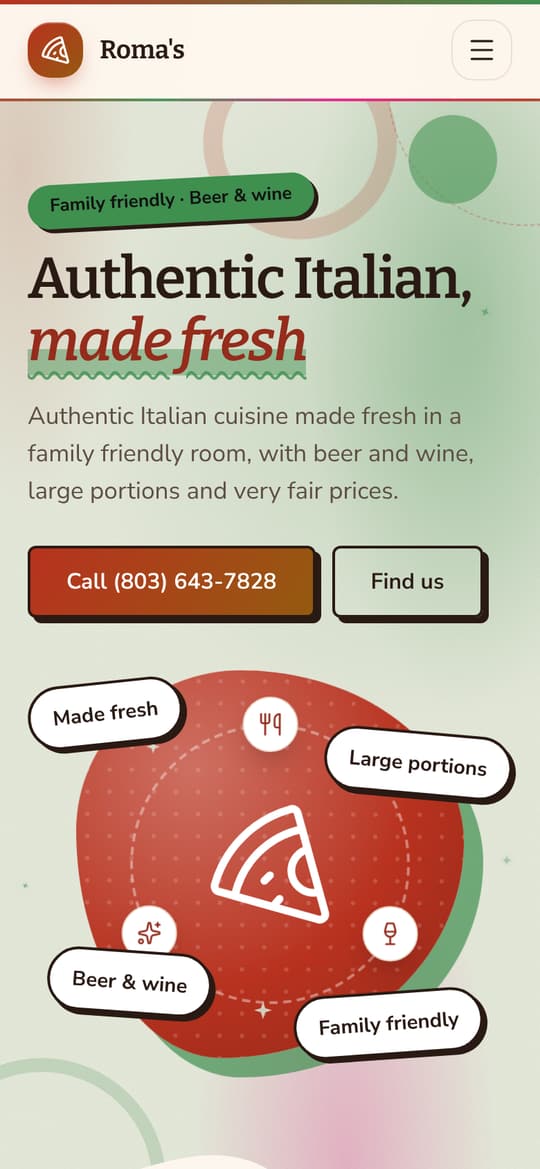 Roma's
Family friendly · Beer & wine
Authentic Italian,
made fresh
Authentic Italian cuisine made fresh in a
family friendly room, with beer and wine,
large portions and very fair prices.
Call (803) 643-7828
Find us
Made fresh
Large portions
Beer & wine
Family friendly